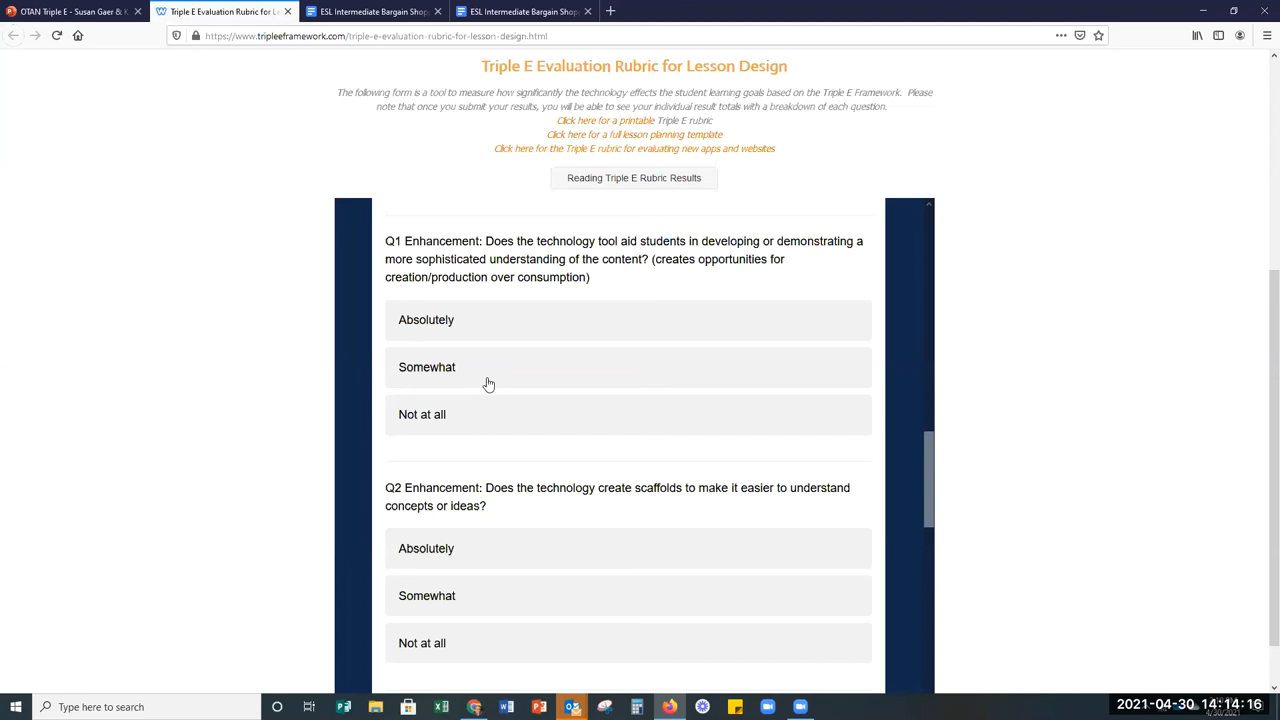 OTAN Triple E - Susan Gaer & K
Triple E Evaluation Rubric for L
ESL Intermediate Bargain Shop
ESL Intermediate Bargain Shop
https://www.tripleeframework.com/triple-e-evaluation-rubric-for-lesson-design.html
Triple E Evaluation Rubric for Lesson Design
The following form is a tool to measure how significantly the technology effects the student learning goals based on the Triple E Framework. Please
note that once you submit your results, you will be able to see your individual result totals with a breakdown of each question.
Click here for a printable Triple E rubric
Click here for a full lesson planning template
Click here for the Triple E rubric for evaluating new apps and websites
Reading Triple E Rubric Results
Q1 Enhancement: Does the technology tool aid students in developing or demonstrating a
more sophisticated understanding of the content? (creates opportunities for
creation/production over consumption)
Absolutely
Somewhat
Not at all
Q2 Enhancement: Does the technology create scaffolds to make it easier to understand
concepts or ideas?
Absolutely
Somewhat
Not at all
Type here to search
2021-04-30 14:14:16